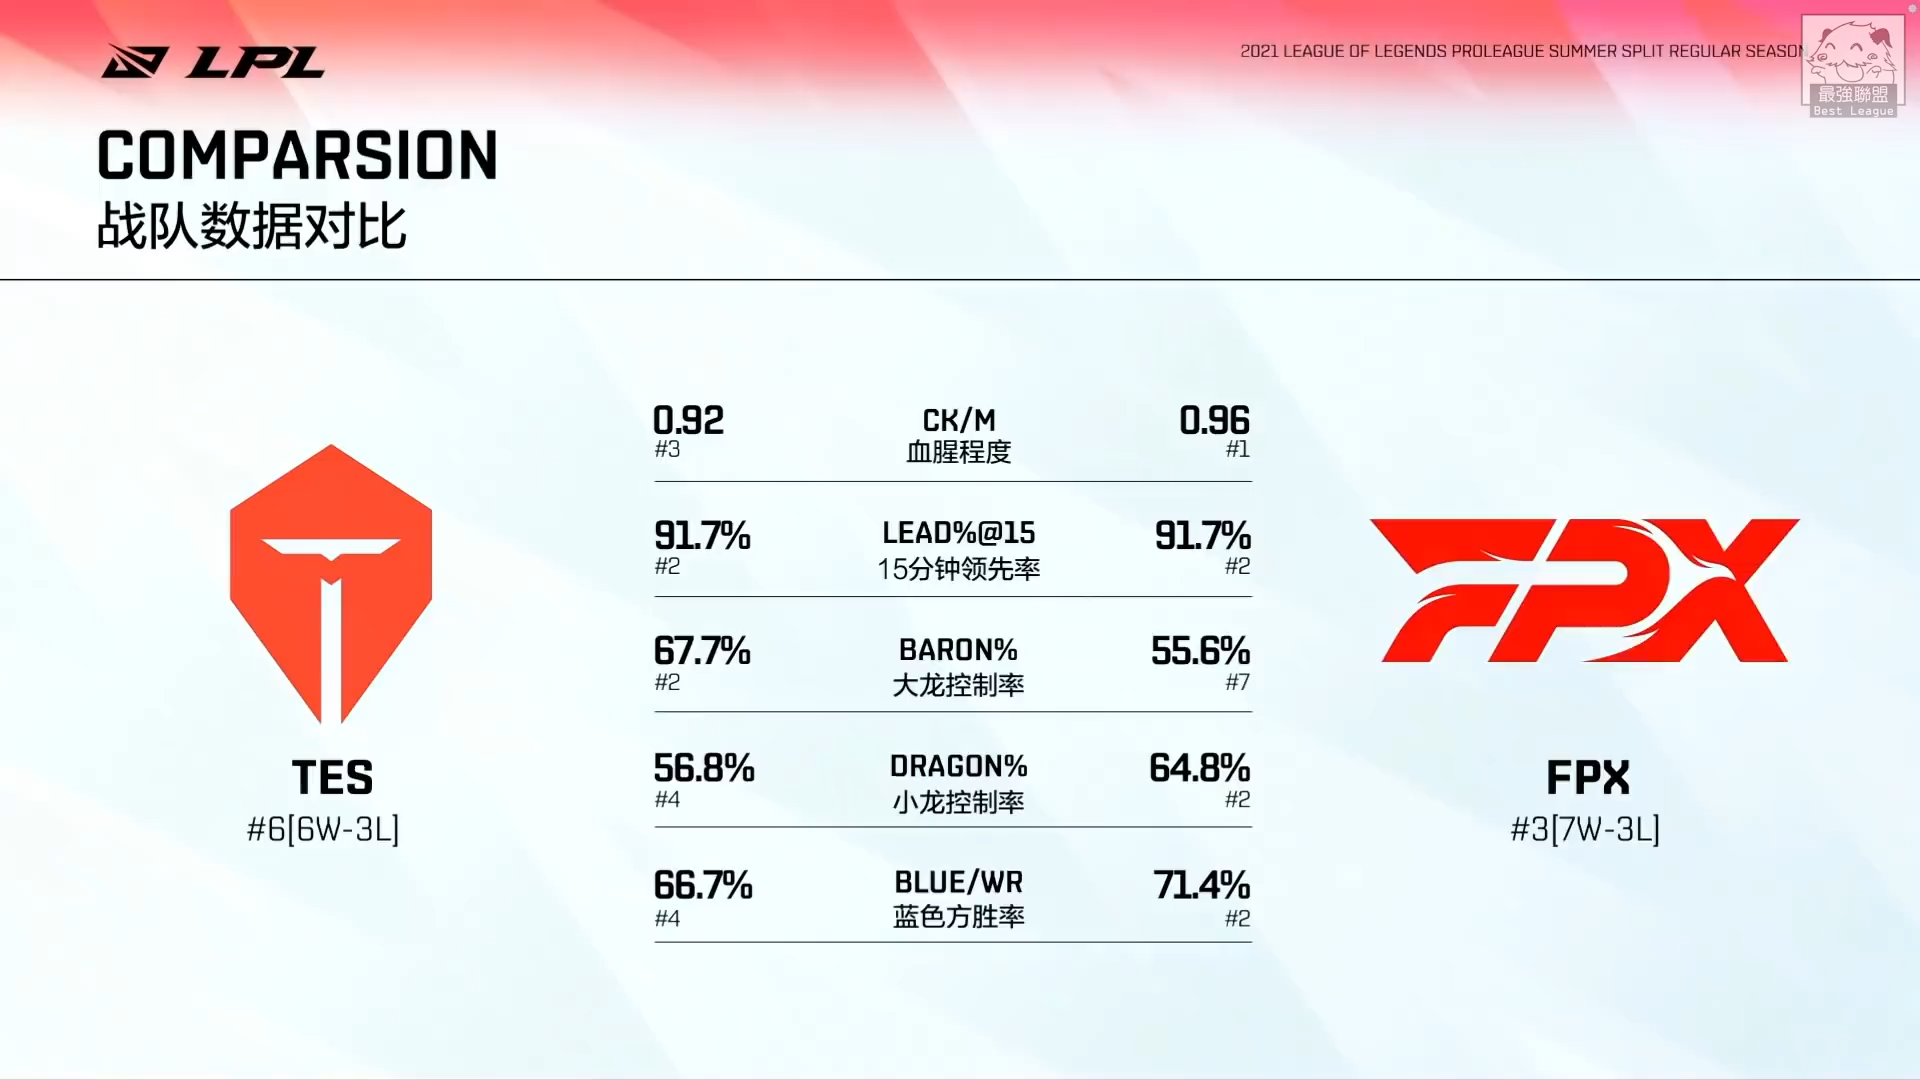 LPL
2021 LEAGUE OF LEGENDS PROLEAGUE SUMMER SPLIT REGULAR SEASON
最強聯盟
Best League
COMPARSION
战队数据对比
0.92 CK/M 0.96
#3 血腥程度 #1
91.7% LEAD%@15 91.7%
#2 15分钟领先率 #2
67.7% BARON% 55.6%
#2 大龙控制率 #7
56.8% DRAGON% 64.8%
#4 小龙控制率 #2
66.7% BLUE/WR 71.4%
#4 蓝色方胜率 #2
TES
#6[6W-3L]
FPX
FPX
#3[7W-3L]